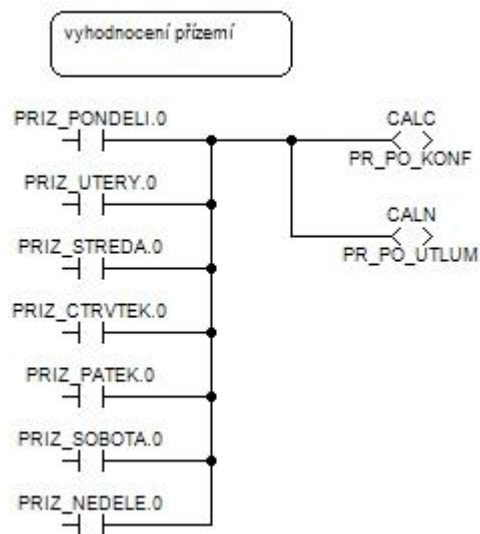 vyhodnocení přízemí
PRIZ_PONDELI.0
CALC
PR_PO_KONF
PRIZ_UTERY.0
CALN
PR_PO_UTLUM
PRIZ_STREDA.0
PRIZ_CTRVTEK.0
PRIZ_PATEK.0
PRIZ_SOBOTA.0
PRIZ_NEDELE.0